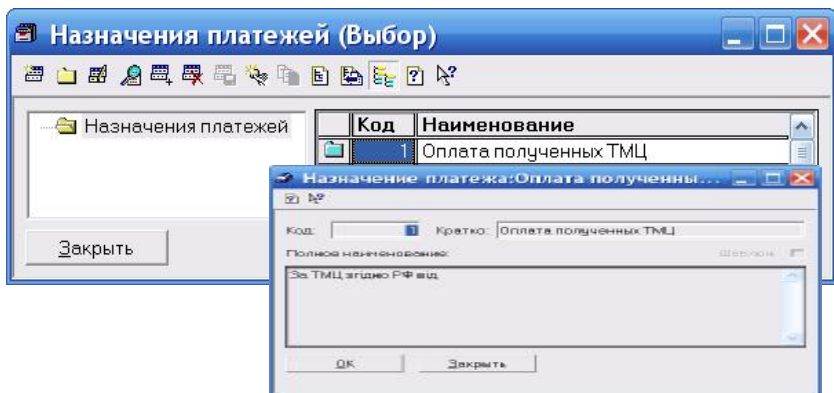 Назначения платежей (Выбор)
Назначения платежей
Код Наименование
1 Оплата полученных ТМЦ
Назначение платежа:Оплата полученны...
Код: 1 Кратко: Оплата полученных ТМЦ
Полное наименование: Шаблон
За ТМЦ згідно РФ від
OK Закрыть
Закрыть